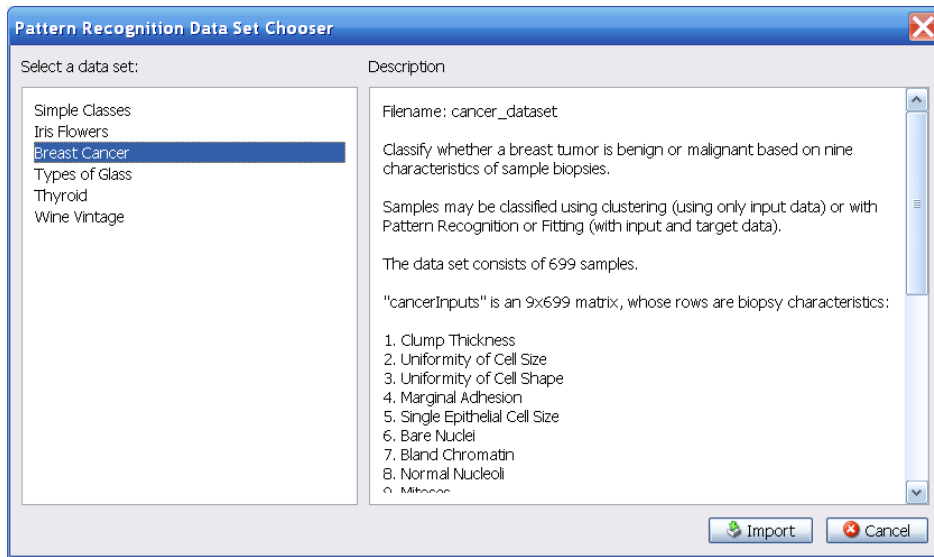 Pattern Recognition Data Set Chooser
Select a data set:
Simple Classes
Iris Flowers
Breast Cancer
Types of Glass
Thyroid
Wine Vintage
Description
Filename: cancer_dataset
Classify whether a breast tumor is benign or malignant based on nine
characteristics of sample biopsies.
Samples may be classified using clustering (using only input data) or with
Pattern Recognition or Fitting (with input and target data).
The data set consists of 699 samples.
"cancerInputs" is an 9x699 matrix, whose rows are biopsy characteristics:
1. Clump Thickness
2. Uniformity of Cell Size
3. Uniformity of Cell Shape
4. Marginal Adhesion
5. Single Epithelial Cell Size
6. Bare Nuclei
7. Bland Chromatin
8. Normal Nucleoli
9. Mitoses
Import
Cancel